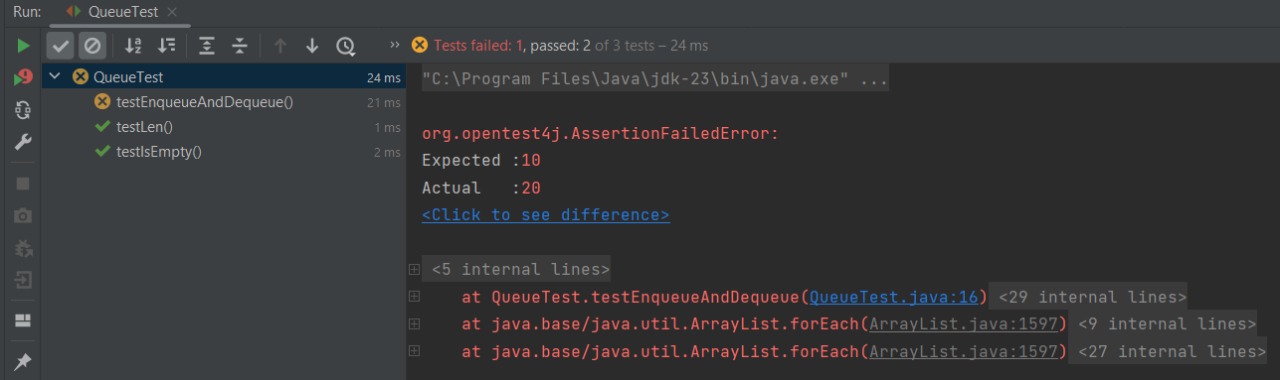 Run: QueueTest ×
» Tests failed: 1, passed: 2 of 3 tests – 24 ms
QueueTest 24 ms
testEnqueueAndDequeue() 21 ms
testLen() 1 ms
testIsEmpty() 2 ms
"C:\Program Files\Java\jdk-23\bin\java.exe" ...
org.opentest4j.AssertionFailedError:
Expected :10
Actual   :20
<Click to see difference>
<5 internal lines>
at QueueTest.testEnqueueAndDequeue(QueueTest.java:16) <29 internal lines>
at java.base/java.util.ArrayList.forEach(ArrayList.java:1597) <9 internal lines>
at java.base/java.util.ArrayList.forEach(ArrayList.java:1597) <27 internal lines>